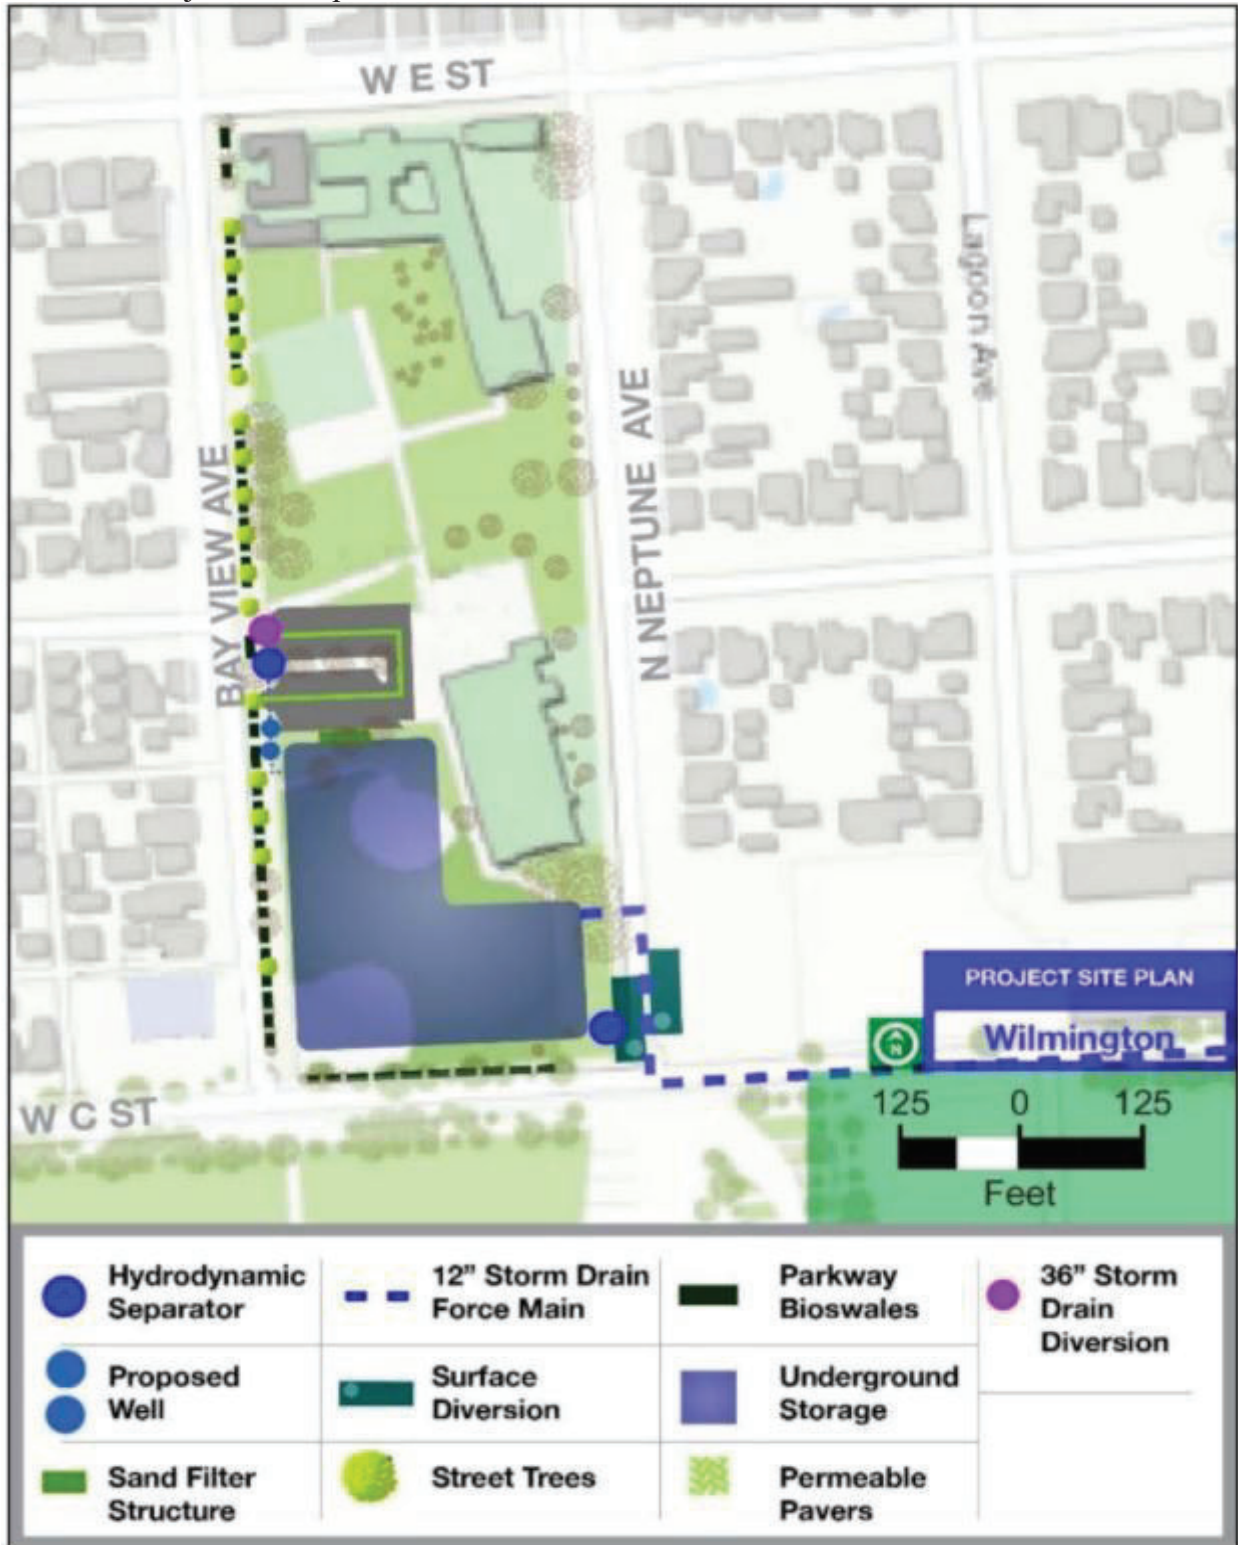 W E ST
Lagoon Ave
N NEPTUNE AVE
BAY VIEW AVE
PROJECT SITE PLAN
Wilmington
N
W C ST
125 0 125
Feet
Hydrodynamic
Separator
12” Storm Drain
Force Main
Parkway
Bioswales
36” Storm
Drain
Diversion
Proposed
Well
Surface
Diversion
Underground
Storage
Sand Filter
Structure
Street Trees
Permeable
Pavers